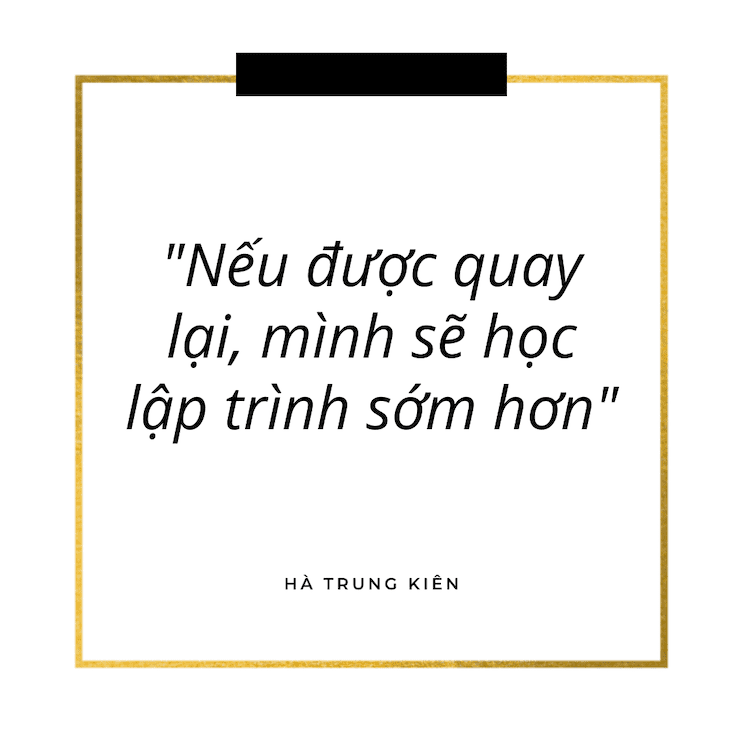 "Nếu được quay
lại, mình sẽ học
lập trình sớm hơn"
HÀ TRUNG KIÊN